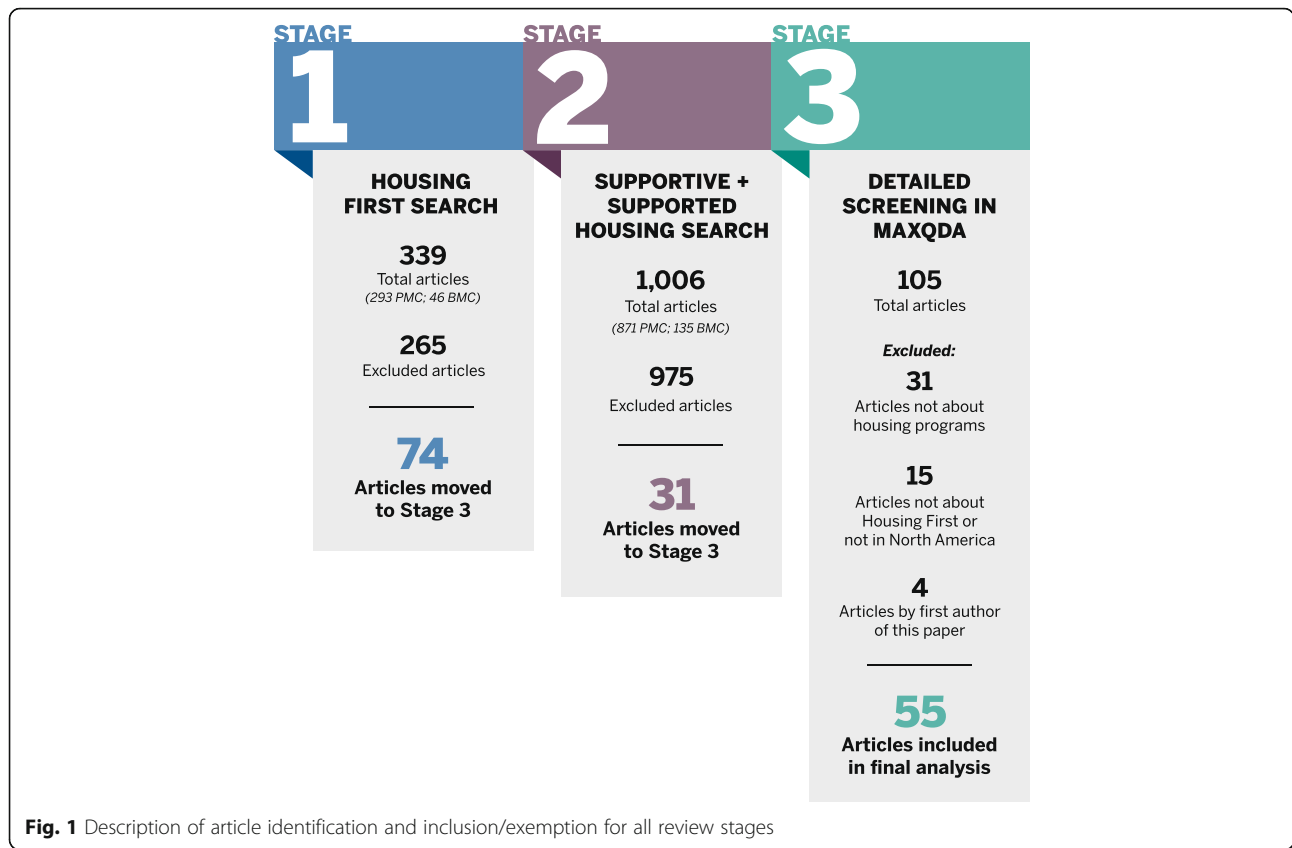 STAGE
1
HOUSING
FIRST SEARCH
339
Total articles
(293 PMC; 46 BMC)
265
Excluded articles
74
Articles moved
to Stage 3
STAGE
2
SUPPORTIVE +
SUPPORTED
HOUSING SEARCH
1,006
Total articles
(871 PMC; 135 BMC)
975
Excluded articles
31
Articles moved
to Stage 3
STAGE
3
DETAILED
SCREENING IN
MAXQDA
105
Total articles
Excluded:
31
Articles not about
housing programs
15
Articles not about
Housing First or
not in North America
4
Articles by first author
of this paper
55
Articles included
in final analysis
Fig. 1 Description of article identification and inclusion/exemption for all review stages